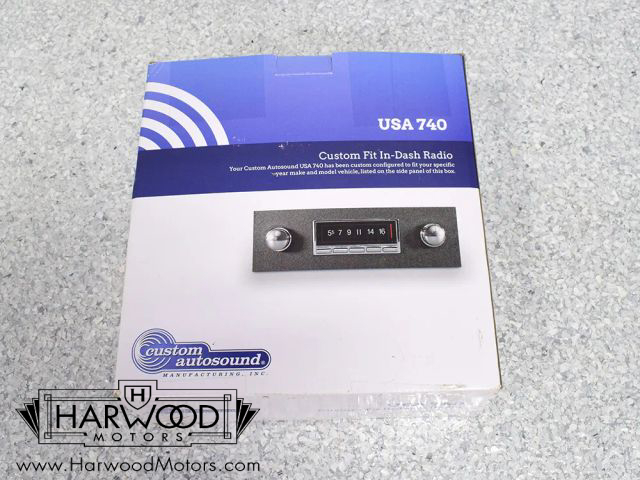 USA 740
Custom Fit In-Dash Radio
Your Custom Autosound USA 740 has been custom configured to fit your specific
year make and model vehicle, listed on the side panel of this box.
5⁵ 7 9 11 14 16
custom
autosound®
MANUFACTURING, INC.
H
HARWOOD
MOTORS
www.HarwoodMotors.com